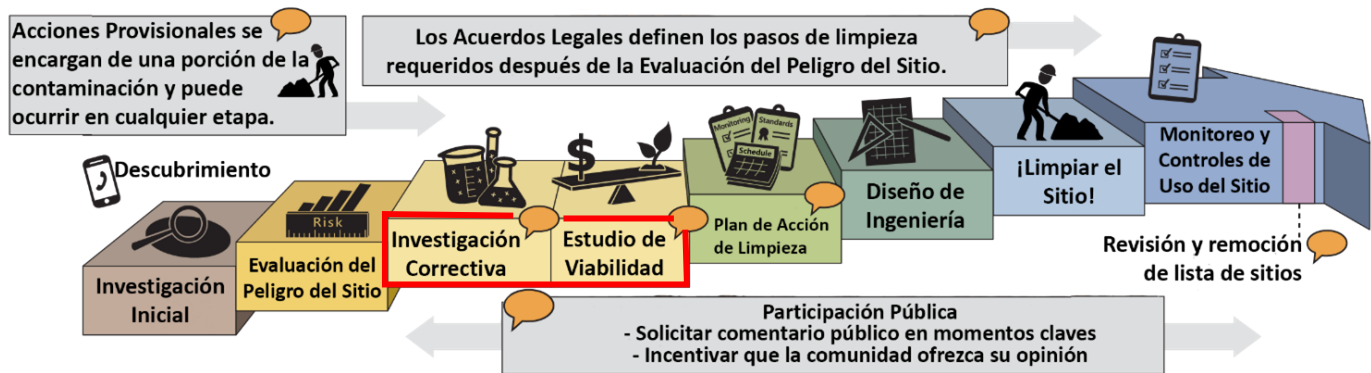 Acciones Provisionales se
encargan de una porción de la
contaminación y puede
ocurrir en cualquier etapa.
Los Acuerdos Legales definen los pasos de limpieza
requeridos después de la Evaluación del Peligro del Sitio.
Descubrimiento
Investigación
Inicial
Risk
Evaluación del
Peligro del Sitio
Investigación
Correctiva
$
Estudio de
Viabilidad
Monitoring
Standards
Schedule
Plan de Acción
de Limpieza
Diseño de
Ingeniería
¡Limpiar el
Sitio!
Monitoreo y
Controles de
Uso del Sitio
Revisión y remoción
de lista de sitios
Participación Pública
- Solicitar comentario público en momentos claves
- Incentivar que la comunidad ofrezca su opinión